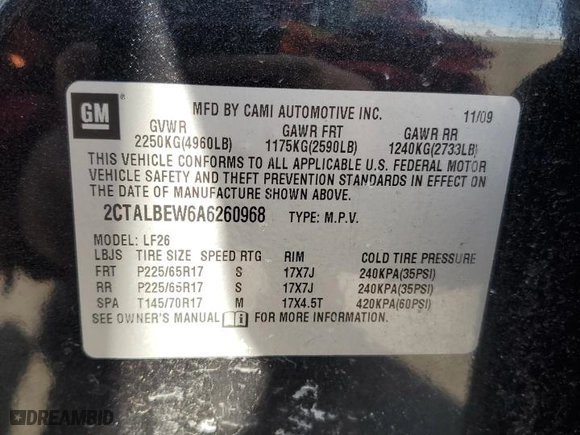 GM
®
MFD BY CAMI AUTOMOTIVE INC. 11/09
GVWR GAWR FRT GAWR RR
2250KG(4960LB) 1175KG(2590LB) 1240KG(2733LB)
THIS VEHICLE CONFORMS TO ALL APPLICABLE U.S. FEDERAL MOTOR
VEHICLE SAFETY AND THEFT PREVENTION STANDARDS IN EFFECT ON
THE DATE OF MANUFACTURE SHOWN ABOVE.
2CTALBEW6A6260968 TYPE: M.P.V.
MODEL: LF26
LBJS TIRE SIZE SPEED RTG RIM COLD TIRE PRESSURE
FRT P225/65R17 S 17X7J 240KPA(35PSI)
RR P225/65R17 S 17X7J 240KPA(35PSI)
SPA T145/70R17 M 17X4.5T 420KPA(60PSI)
SEE OWNER'S MANUAL i FOR MORE INFORMATION.
DREAMBID